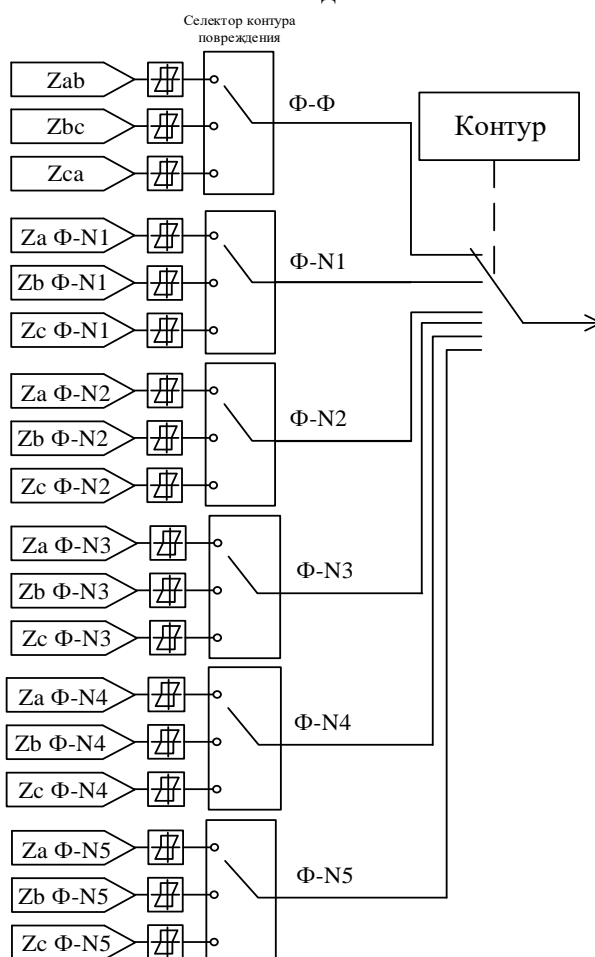 Селектор контура
повреждения
Zab
Zbc
Zca
Ф-Ф
Контур
Za Ф-N1
Zb Ф-N1
Zc Ф-N1
Ф-N1
Za Ф-N2
Zb Ф-N2
Zc Ф-N2
Ф-N2
Za Ф-N3
Zb Ф-N3
Zc Ф-N3
Ф-N3
Za Ф-N4
Zb Ф-N4
Zc Ф-N4
Ф-N4
Za Ф-N5
Zb Ф-N5
Zc Ф-N5
Ф-N5